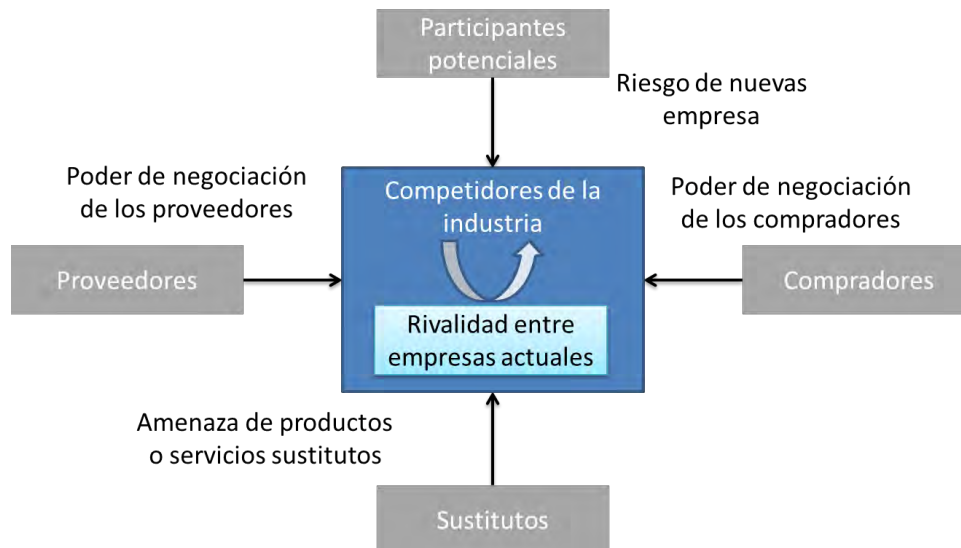 Participantes
potenciales
Riesgo de nuevas
empresa
Poder de negociación
de los proveedores
Competidores de la
industria
Poder de negociación
de los compradores
Proveedores
Compradores
Rivalidad entre
empresas actuales
Amenaza de productos
o servicios sustitutos
Sustitutos